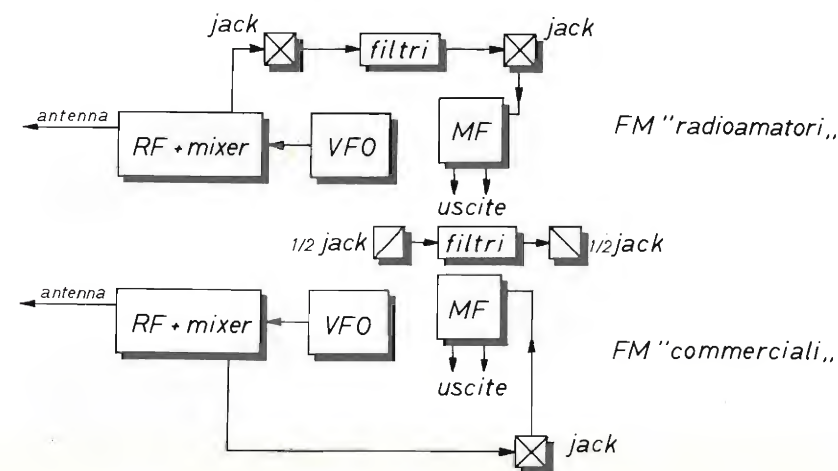 jack
jack
filtri
antenna
RF + mixer
VFO
MF
FM "radioamatori„
uscite
1/2 jack
filtri
1/2 jack
antenna
RF + mixer
VFO
MF
FM "commerciali„
uscite
jack